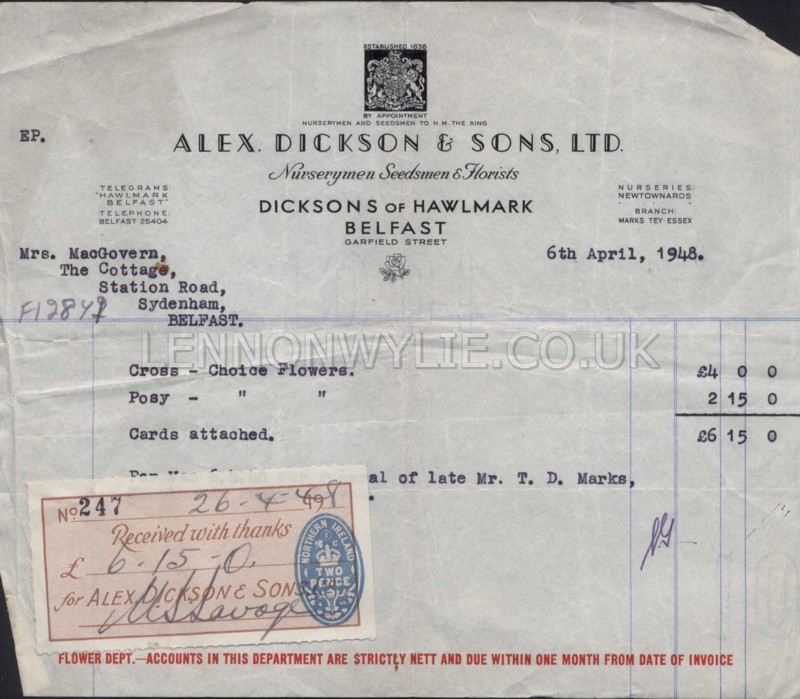 ESTABLISHED 1836
BY APPOINTMENT
NURSERYMEN AND SEEDSMEN TO H.M. THE KING
EP.
ALEX. DICKSON & SONS, LTD.
Nurserymen Seedsmen & Florists
TELEGRAMS
"HAWLMARK
BELFAST"
TELEPHONE
BELFAST 25404
DICKSONS OF HAWLMARK
BELFAST
GARFIELD STREET
NURSERIES
NEWTOWNARDS
BRANCH
MARKS TEY-ESSEX
6th April, 1948.
Mrs. MacGovern,
The Cottage,
Station Road,
Sydenham,
BELFAST.
LENNONWYLIE.CO.UK
Cross - Choice Flowers. £4 0 0
Posy - " " 2 15 0
Cards attached. £6 15 0
al of late Mr. T. D. Marks,
No. 247 26-4-1948
Received with thanks
£ 6-15-0.
for ALEX. DICKSON & SONS
Savage
NORTHERN IRELAND
TWO PENCE
FLOWER DEPT.—ACCOUNTS IN THIS DEPARTMENT ARE STRICTLY NETT AND DUE WITHIN ONE MONTH FROM DATE OF INVOICE